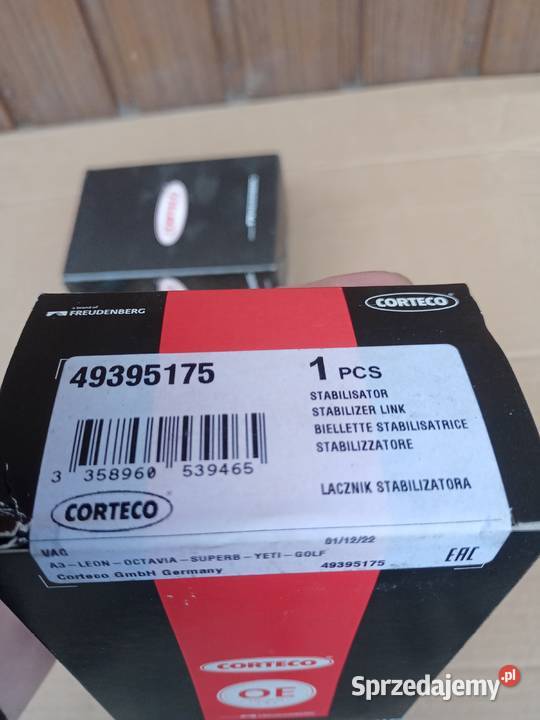 CORTECO
FREUDENBERG
a brand of
FREUDENBERG
CORTECO
49395175
1 PCS
STABILISATOR
STABILIZER LINK
BIELLETTE STABILISATRICE
STABILIZZATORE
LACZNIK STABILIZATORA
3 358960 539465
CORTECO
VAG
01/12/22
A3-LEON-OCTAVIA-SUPERB-YETI-GOLF
Corteco GmbH Germany
49395175
EAC
CORTECO
OE
Sprzedajemy.pl